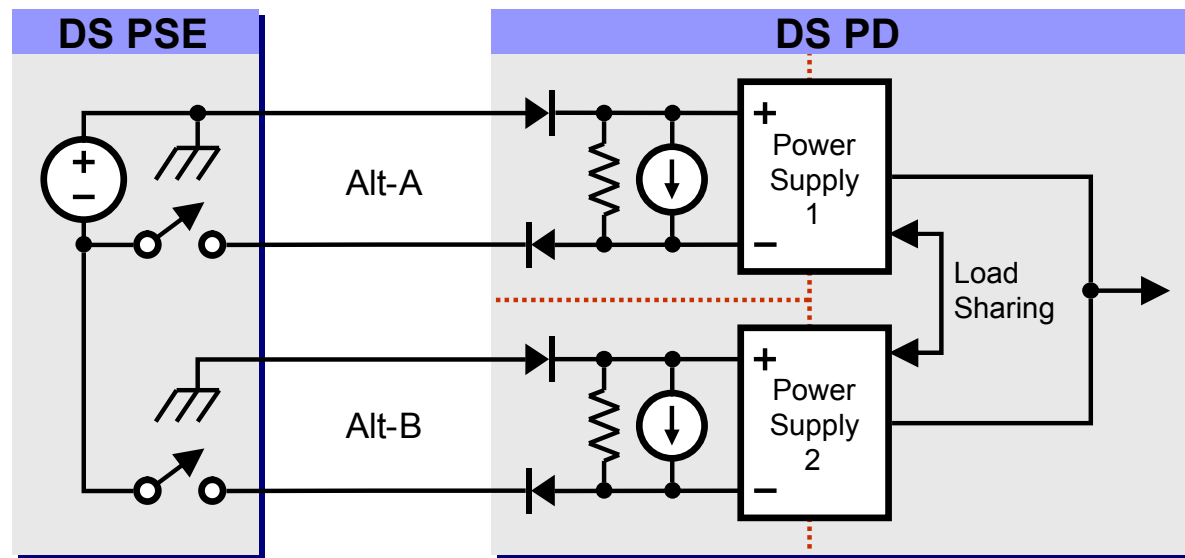 DS PSE
DS PD
+
−
Alt-A
+
−
Power
Supply
1
Load
Sharing
Alt-B
+
−
Power
Supply
2